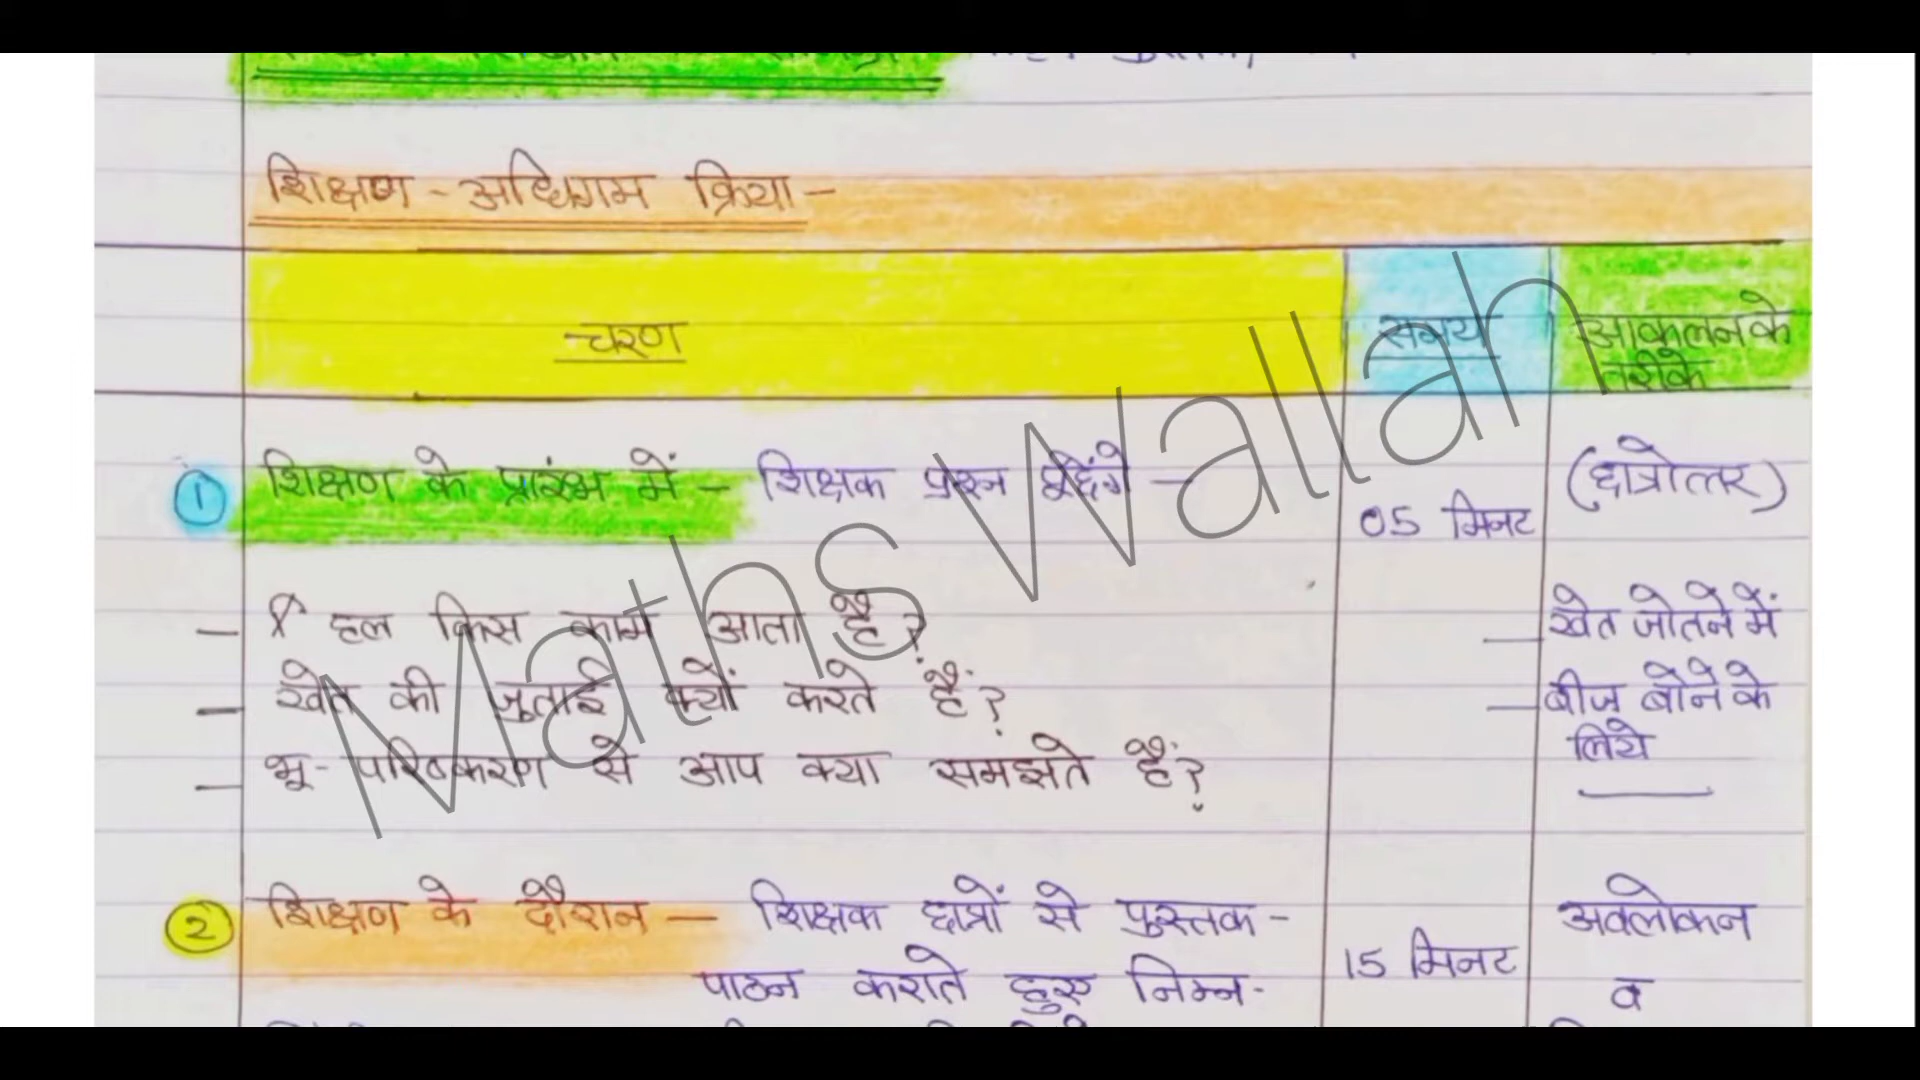 शिक्षण - अधिगम क्रिया -
चरण समय आकलन के
तरीके
① शिक्षण के प्रारंभ में - शिक्षक प्रश्न पूछेंगे - (छात्रोत्तर)
05 मिनट
- हल किस काम आता है? - खेत जोतने में
- खेत की जुताई क्यों करते हैं? - बीज बोने के
लिये
- भू-परिष्करण से आप क्या समझते हैं?
② शिक्षण के दौरान - शिक्षक छात्रों से पुस्तक- अवलोकन
15 मिनट
पाठन कराते हुए निम्न- व
Maths Wallah